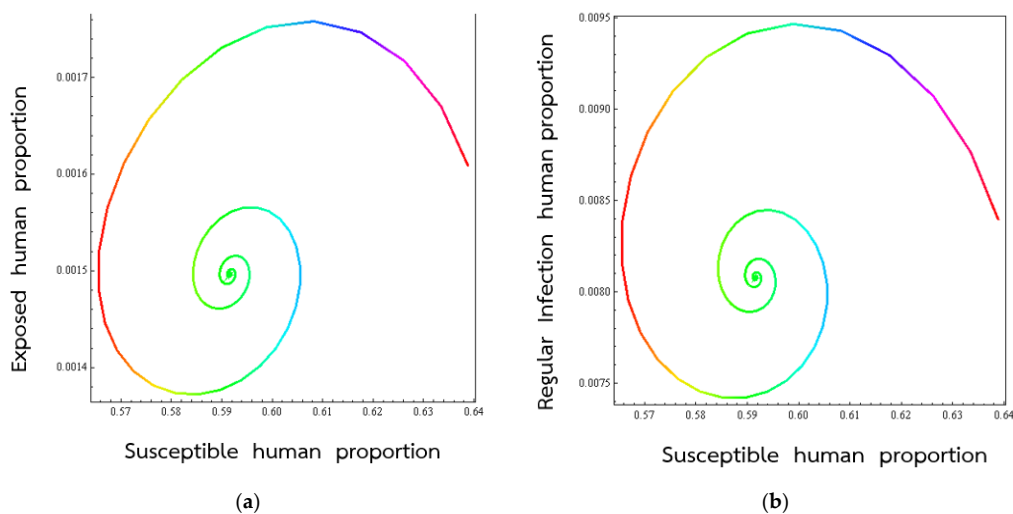 Exposed human proportion
0.0017
0.0016
0.0015
0.0014
0.57 0.58 0.59 0.60 0.61 0.62 0.63 0.64
Susceptible human proportion
(a)
Regular Infection human proportion
0.0095
0.0090
0.0085
0.0080
0.0075
0.57 0.58 0.59 0.60 0.61 0.62 0.63 0.64
Susceptible human proportion
(b)